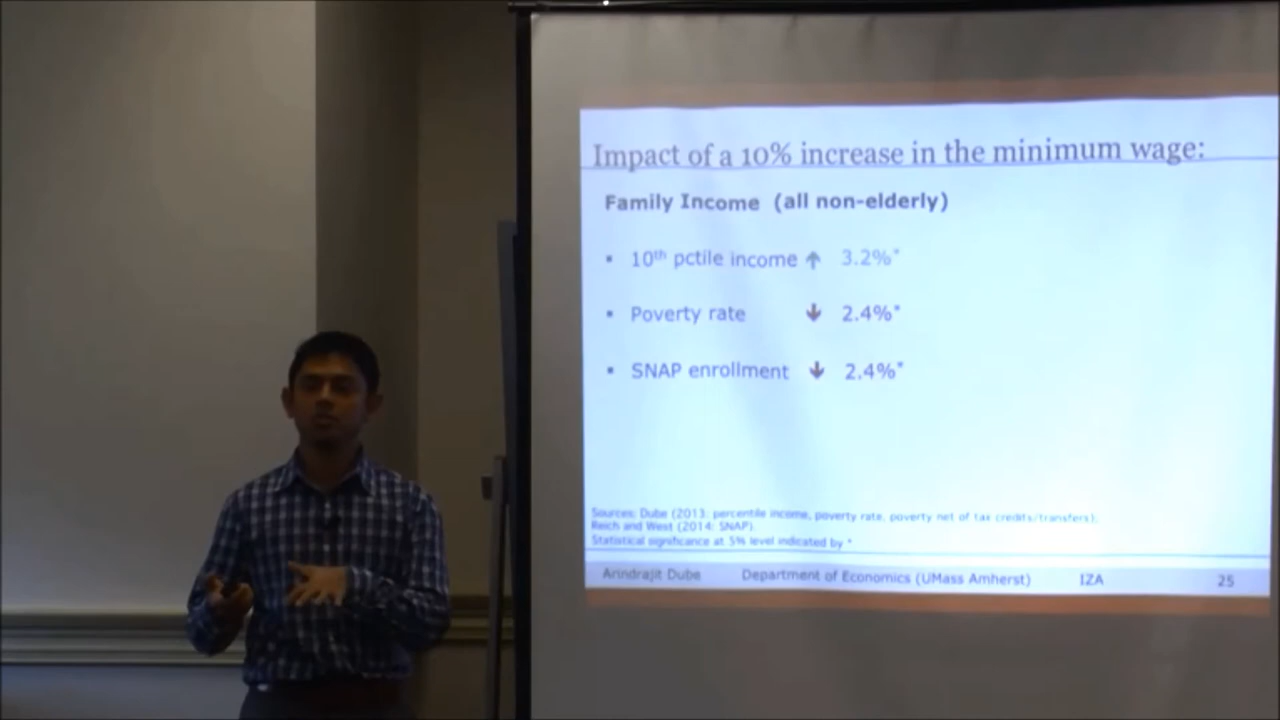 Impact of a 10% increase in the minimum wage:
Family Income (all non-elderly)
▪ 10th pctile income ↑ 3.2%*
▪ Poverty rate ↓ 2.4%*
▪ SNAP enrollment ↓ 2.4%*
Sources: Dube (2013: percentile income, poverty rate, poverty net of tax credits/transfers);
Reich and West (2014: SNAP)
Statistical significance at 5% level indicated by *
Arindrajit Dube Department of Economics (UMass Amherst) IZA 25